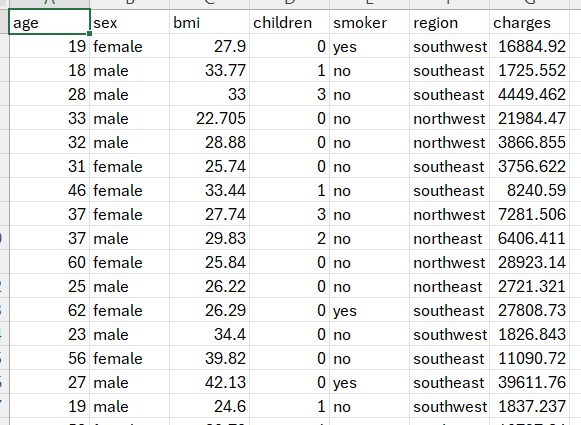 age sex bmi children smoker region charges
19 female 27.9 0 yes southwest 16884.92
18 male 33.77 1 no southeast 1725.552
28 male 33 3 no southeast 4449.462
33 male 22.705 0 no northwest 21984.47
32 male 28.88 0 no northwest 3866.855
31 female 25.74 0 no southeast 3756.622
46 female 33.44 1 no southeast 8240.59
37 female 27.74 3 no northwest 7281.506
37 male 29.83 2 no northeast 6406.411
60 female 25.84 0 no northwest 28923.14
25 male 26.22 0 no northeast 2721.321
62 female 26.29 0 yes southeast 27808.73
23 male 34.4 0 no southwest 1826.843
56 female 39.82 0 no southeast 11090.72
27 male 42.13 0 yes southeast 39611.76
19 male 24.6 1 no southwest 1837.237